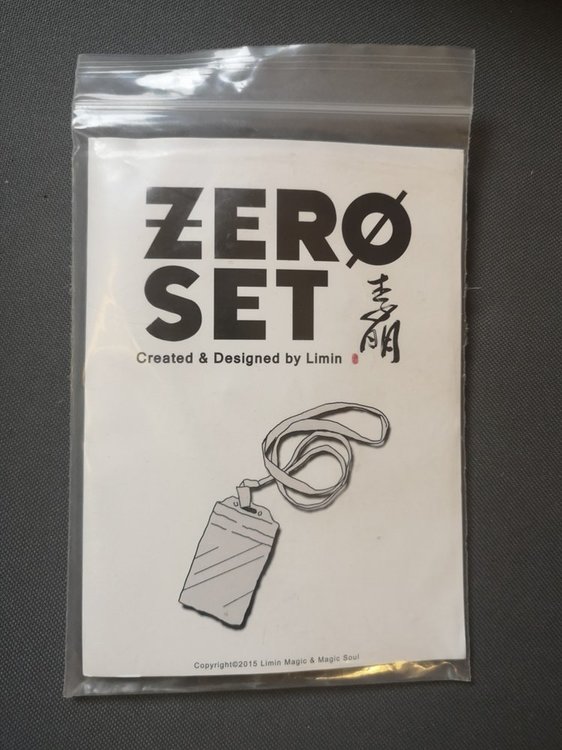 ZERØ
SET
Created & Designed by Limin
Copyright©2015 Limin Magic & Magic Soul